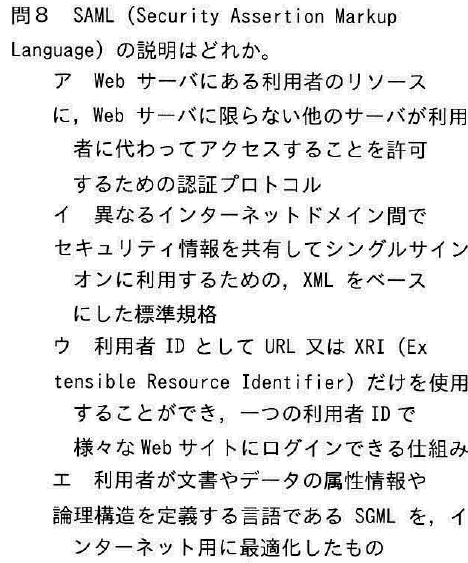 問8 SAML (Security Assertion Markup
Language) の説明はどれか。
ア Web サーバにある利用者のリソース
に，Web サーバに限らない他のサーバが利用
者に代わってアクセスすることを許可
するための認証プロトコル
イ 異なるインターネットドメイン間で
セキュリティ情報を共有してシングルサイン
オンに利用するための，XML をベース
にした標準規格
ウ 利用者 ID として URL 又は XRI (Ex
tensible Resource Identifier) だけを使用
することができ，一つの利用者 ID で
様々な Web サイトにログインできる仕組み
エ 利用者が文書やデータの属性情報や
論理構造を定義する言語である SGML を，イ
ンターネット用に最適化したもの